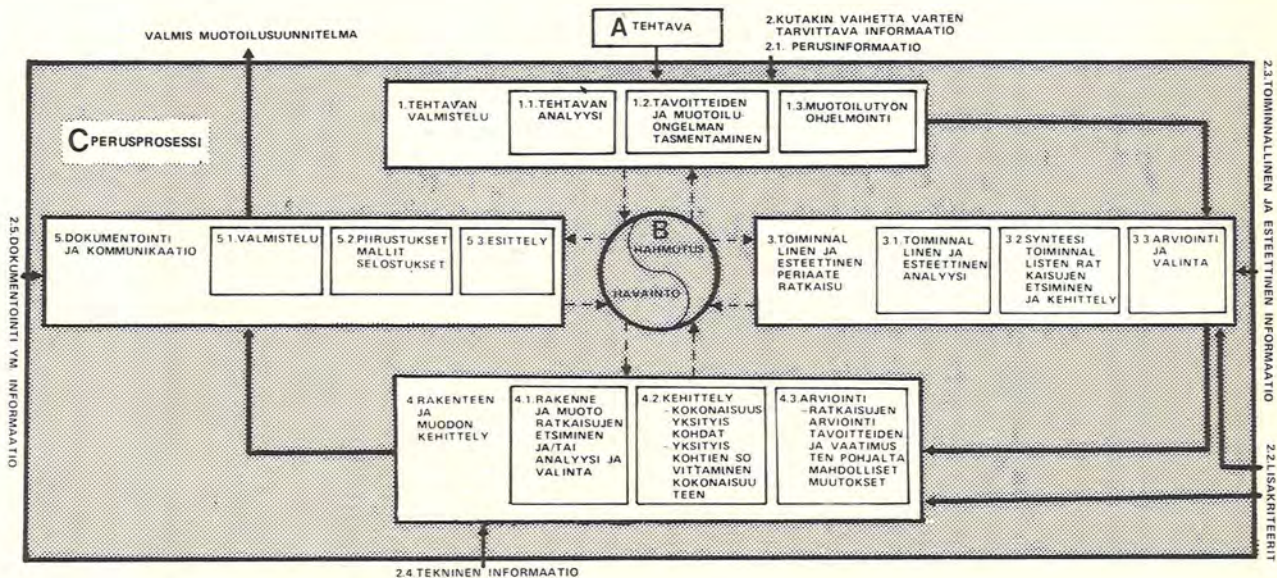 VALMIS MUOTOILUSUUNNITELMA
A TEHTAVA
2.KUTAKIN VAIHETTA VARTEN
TARVITTAVA INFORMAATIO
2.1. PERUSINFORMAATIO
C PERUSPROSESSI
1.TEHTAVAN
VALMISTELU
1.1.TEHTAVAN
ANALYYSI
1.2.TAVOITTEIDEN
JA MUOTOILU-
ONGELMAN
TASMENTAMINEN
1.3.MUOTOILUTYÖN
OHJELMOINTI
2.3.TOIMINNALLINEN JA ESTEETTINEN INFORMAATIO
2.5.DOKUMENTOINTI YM INFORMAATIO
5.DOKUMENTOINTI
JA KOMMUNIKAATIO
5.1.VALMISTELU
5.2.PIIRUSTUKSET
MALLIT
SELOSTUKSET
5.3.ESITTELY
B
HAHMOTUS
HAVAINTO
3.TOIMINNAL
LINEN JA
ESTEETTINEN
PERIAATE
RATKAISU
3.1.TOIMINNAL
LINEN JA
ESTEETTINEN
ANALYYSI
3.2 SYNTEESI
TOIMINNAL
LISTEN RAT
KAISUJEN
ETSIMINEN
JA KEHITTELY
3.3 ARVIOINTI
JA
VALINTA
4.RAKENTEEN
JA
MUODON
KEHITTELY
4.1.RAKENNE
JA MUOTO
RATKAISUJEN
ETSIMINEN
JA/TAI
ANALYYSI JA
VALINTA
4.2.KEHITTELY
-KOKONAISUUS
YKSITYIS
KOHDAT
-YKSITYIS
KOHTIEN SO
VITTAMINEN
KOKONAISUU
TEEN
4.3.ARVIOINTI
-RATKAISUJEN
ARVIOINTI
TAVOITTEIDEN
JA VAATIMUS
TEN POHJALTA
MAHDOLLISET
MUUTOKSET
2.2.LISAKRITEERIT
2.4.TEKNINEN INFORMAATIO